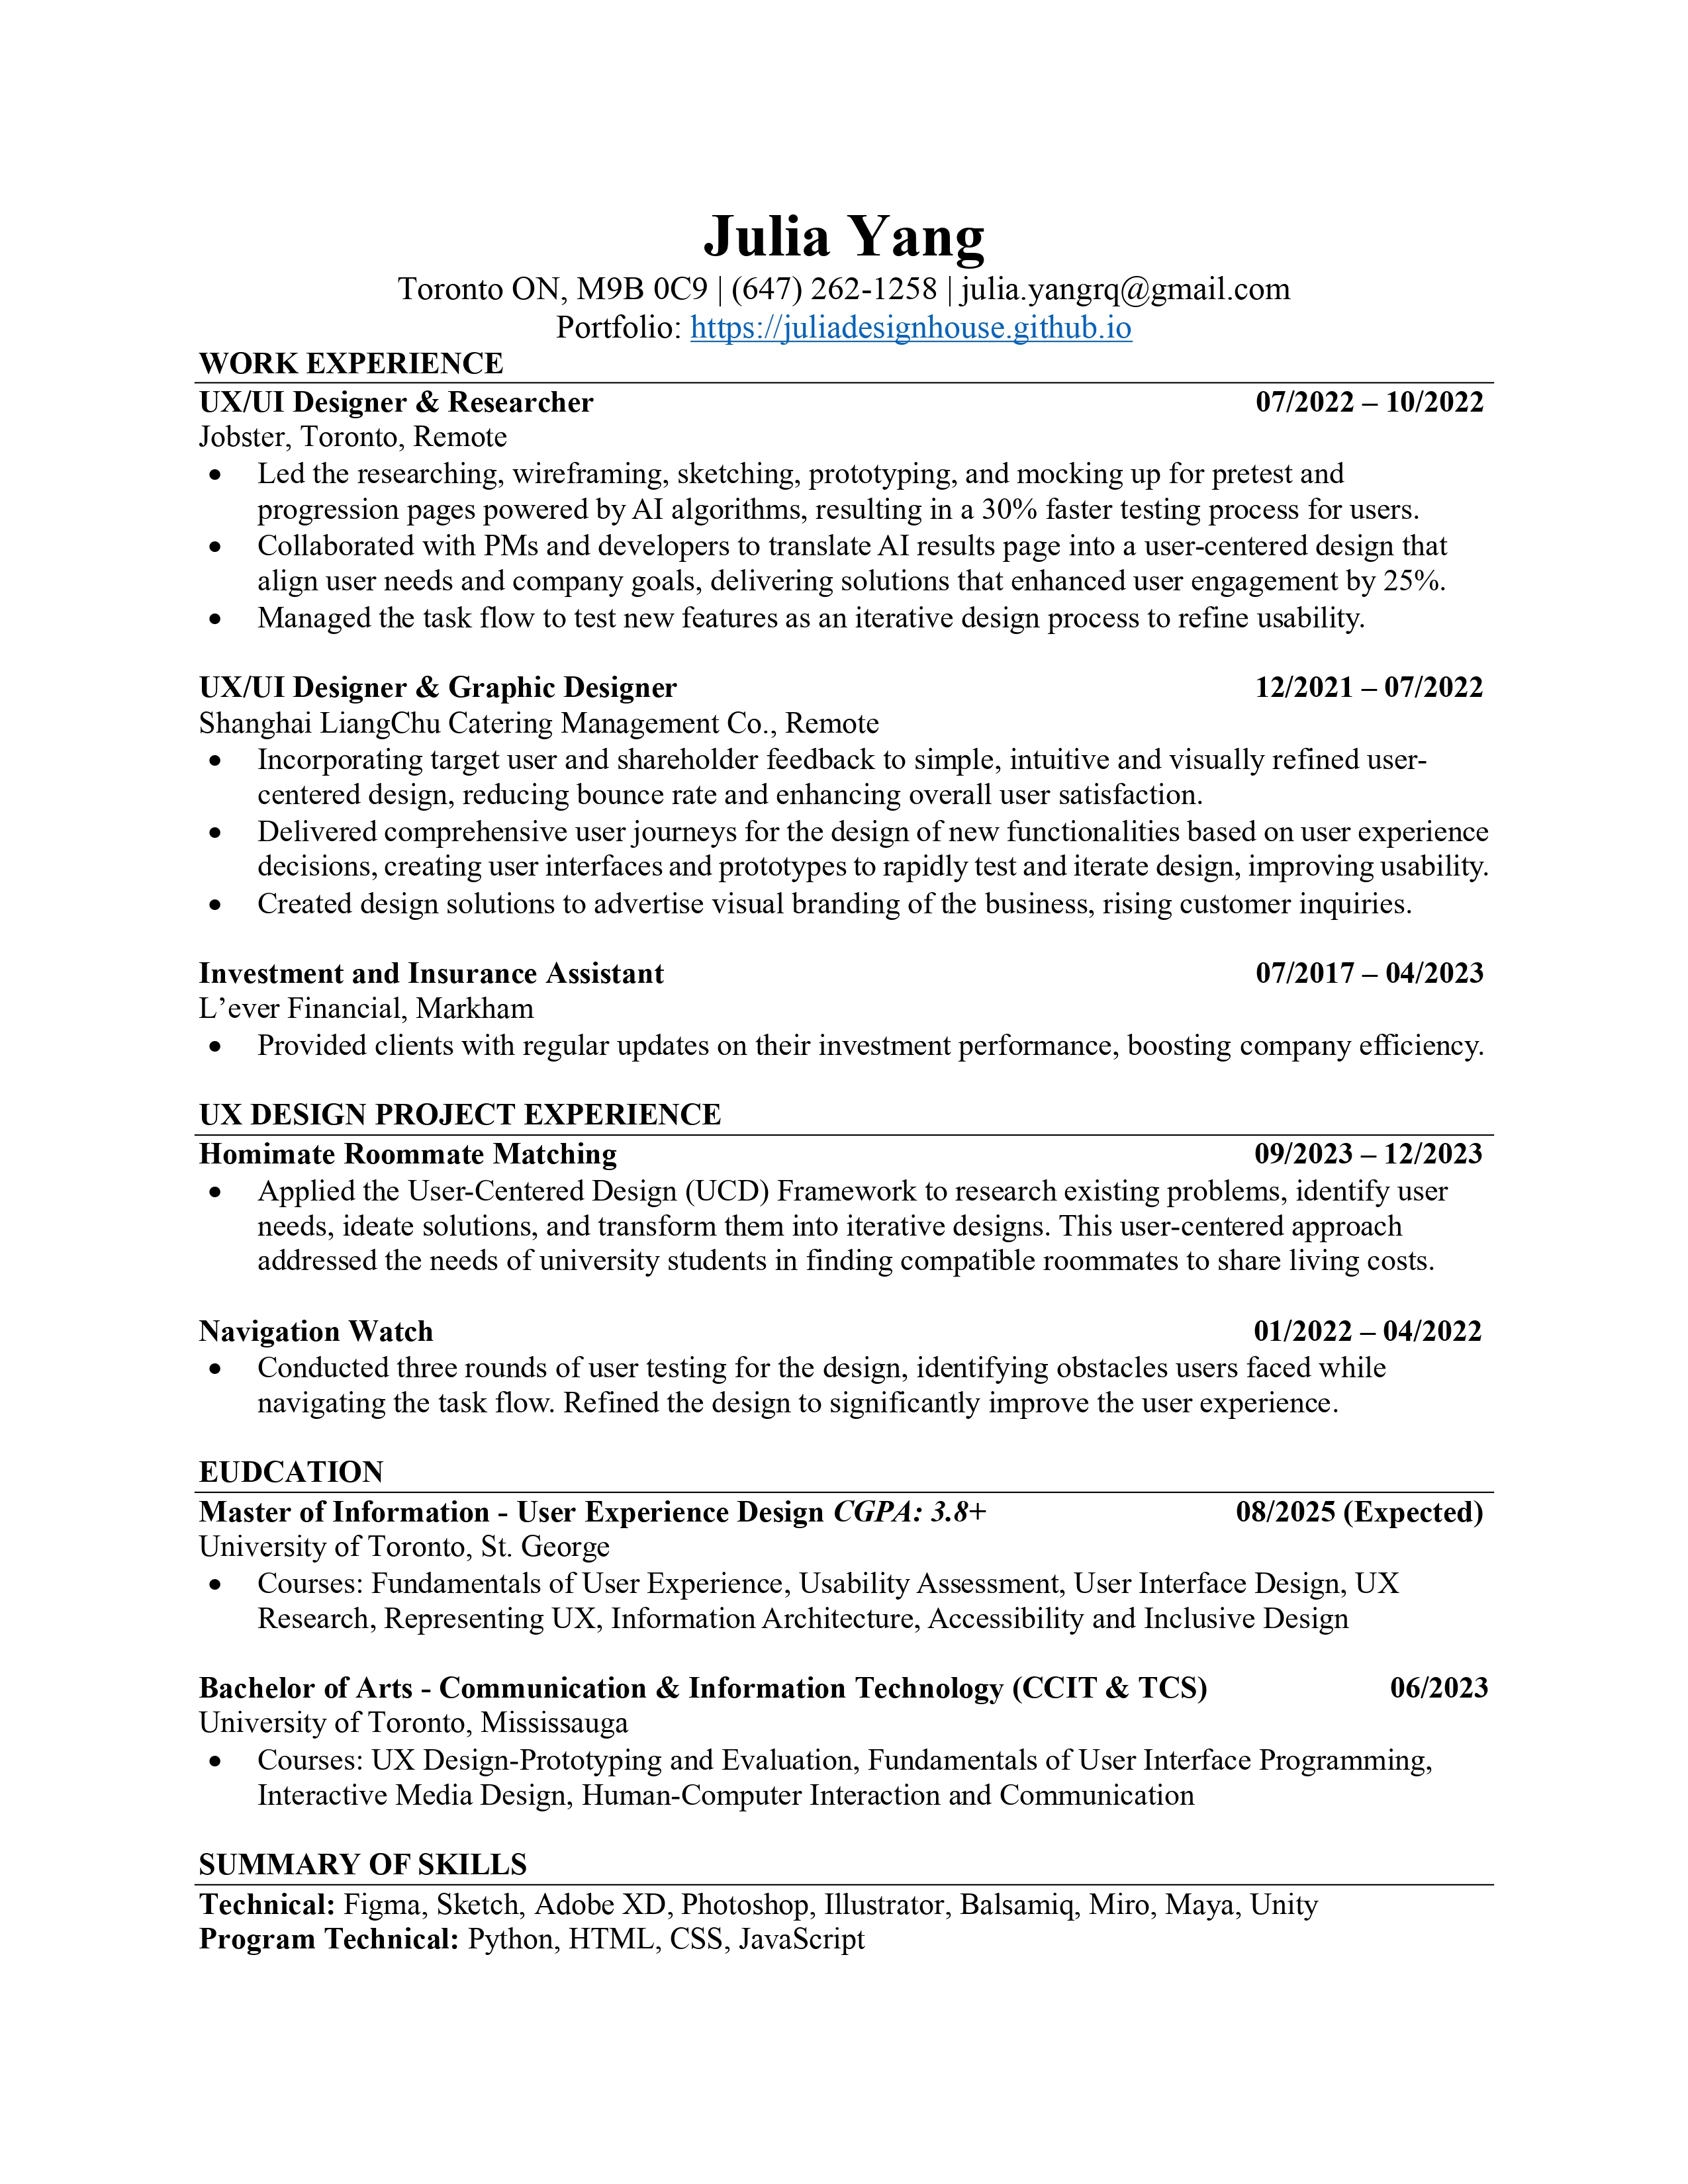 Julia Yang
Toronto ON, M9B 0C9 | (647) 262-1258 | julia.yangrq@gmail.com
Portfolio: https://juliadesignhouse.github.io
WORK EXPERIENCE
UX/UI Designer & Researcher 07/2022 – 10/2022
Jobster, Toronto, Remote
• Led the researching, wireframing, sketching, prototyping, and mocking up for pretest and
progression pages powered by AI algorithms, resulting in a 30% faster testing process for users.
• Collaborated with PMs and developers to translate AI results page into a user-centered design that
align user needs and company goals, delivering solutions that enhanced user engagement by 25%.
• Managed the task flow to test new features as an iterative design process to refine usability.
UX/UI Designer & Graphic Designer 12/2021 – 07/2022
Shanghai LiangChu Catering Management Co., Remote
• Incorporating target user and shareholder feedback to simple, intuitive and visually refined user-
centered design, reducing bounce rate and enhancing overall user satisfaction.
• Delivered comprehensive user journeys for the design of new functionalities based on user experience
decisions, creating user interfaces and prototypes to rapidly test and iterate design, improving usability.
• Created design solutions to advertise visual branding of the business, rising customer inquiries.
Investment and Insurance Assistant 07/2017 – 04/2023
L’ever Financial, Markham
• Provided clients with regular updates on their investment performance, boosting company efficiency.
UX DESIGN PROJECT EXPERIENCE
Homimate Roommate Matching 09/2023 – 12/2023
• Applied the User-Centered Design (UCD) Framework to research existing problems, identify user
needs, ideate solutions, and transform them into iterative designs. This user-centered approach
addressed the needs of university students in finding compatible roommates to share living costs.
Navigation Watch 01/2022 – 04/2022
• Conducted three rounds of user testing for the design, identifying obstacles users faced while
navigating the task flow. Refined the design to significantly improve the user experience.
EUDCATION
Master of Information - User Experience Design CGPA: 3.8+ 08/2025 (Expected)
University of Toronto, St. George
• Courses: Fundamentals of User Experience, Usability Assessment, User Interface Design, UX
Research, Representing UX, Information Architecture, Accessibility and Inclusive Design
Bachelor of Arts - Communication & Information Technology (CCIT & TCS) 06/2023
University of Toronto, Mississauga
• Courses: UX Design-Prototyping and Evaluation, Fundamentals of User Interface Programming,
Interactive Media Design, Human-Computer Interaction and Communication
SUMMARY OF SKILLS
Technical: Figma, Sketch, Adobe XD, Photoshop, Illustrator, Balsamiq, Miro, Maya, Unity
Program Technical: Python, HTML, CSS, JavaScript